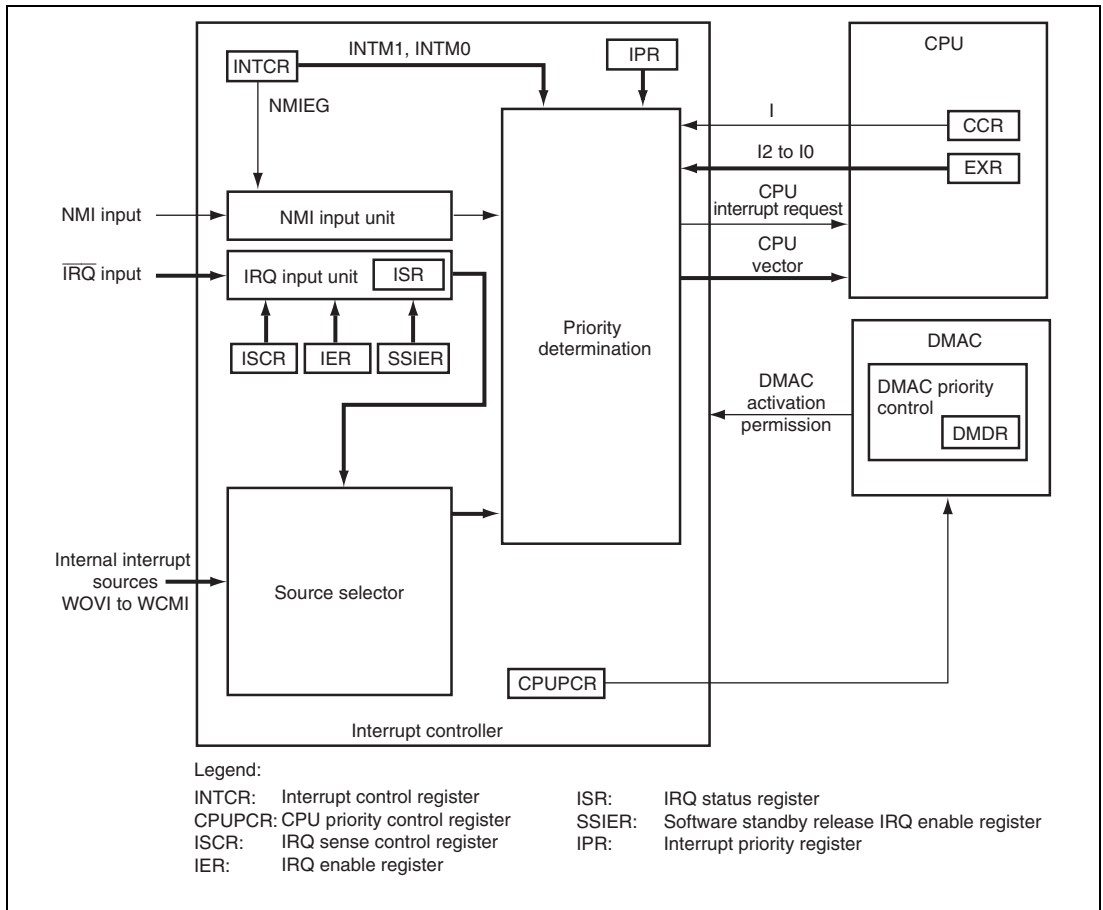 INTCR
INTM1, INTM0
IPR
CPU
NMIEG
I
CCR
I2 to I0
EXR
NMI input
NMI input unit
CPU
interrupt request
IRQ input
IRQ input unit
ISR
CPU
vector
ISCR
IER
SSIER
Priority
determination
DMAC
DMAC priority
control
DMDR
DMAC
activation
permission
Internal interrupt
sources
WOVI to WCMI
Source selector
CPUPCR
Interrupt controller
Legend:
INTCR: Interrupt control register
CPUPCR: CPU priority control register
ISCR: IRQ sense control register
IER: IRQ enable register
ISR: IRQ status register
SSIER: Software standby release IRQ enable register
IPR: Interrupt priority register